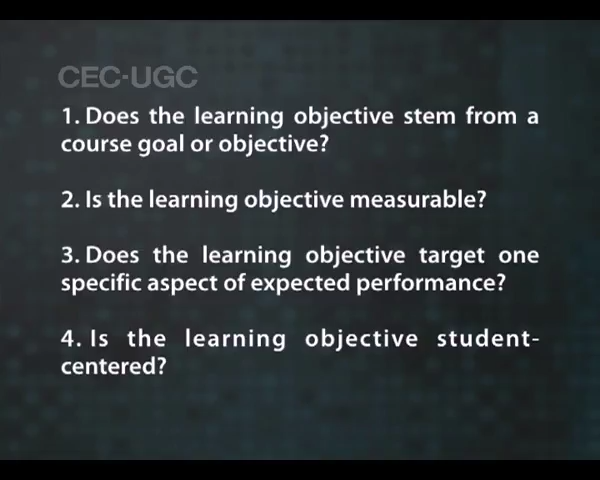 CEC-UGC
1. Does the learning objective stem from a
course goal or objective?
2. Is the learning objective measurable?
3. Does the learning objective target one
specific aspect of expected performance?
4. Is the learning objective student-
centered?